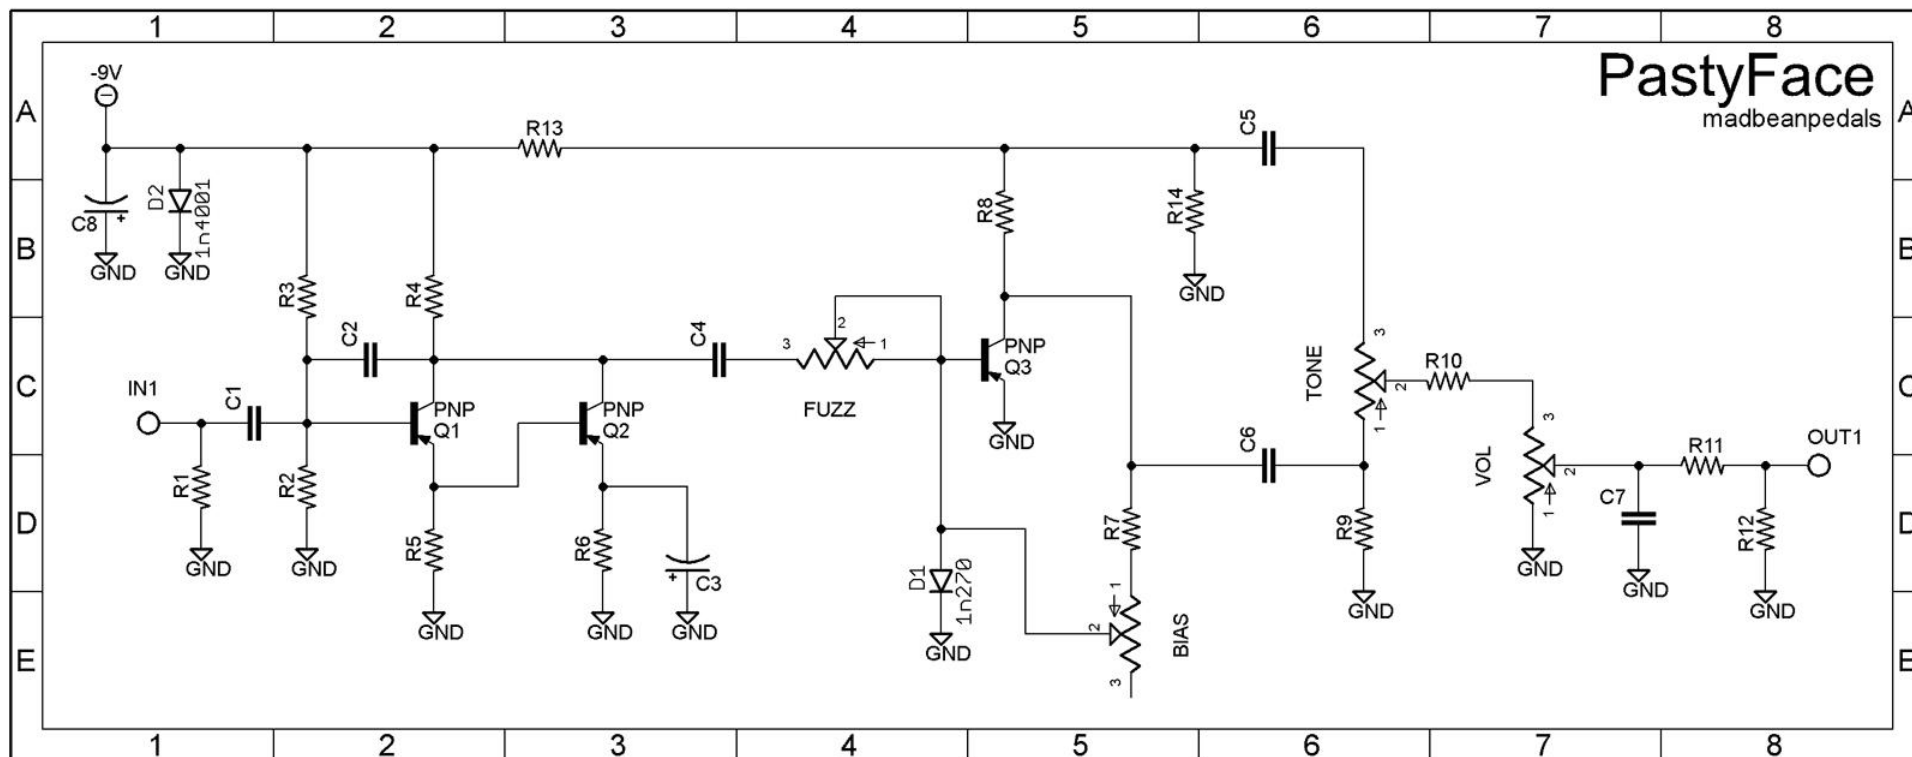 1 2 3 4 5 6 7 8
PastyFace
madbeanpedals
A A
-9V
R13
C5
D2
1n4001
C8
+
R8
R14
B B
GND GND
R3
R4
GND
C2
C4
2
3 1
PNP
Q3
3
TONE
R10
2
1
C C
IN1
C1
PNP
Q1
PNP
Q2
FUZZ
GND
C6
3
VOL
2
1
R11
OUT1
R1
R2
R5
R6
+
C3
D1
1n270
R7
R9
C7
R12
D D
GND GND
GND GND
GND GND GND
GND
1
2
3
BIAS
GND GND
E E
1 2 3 4 5 6 7 8